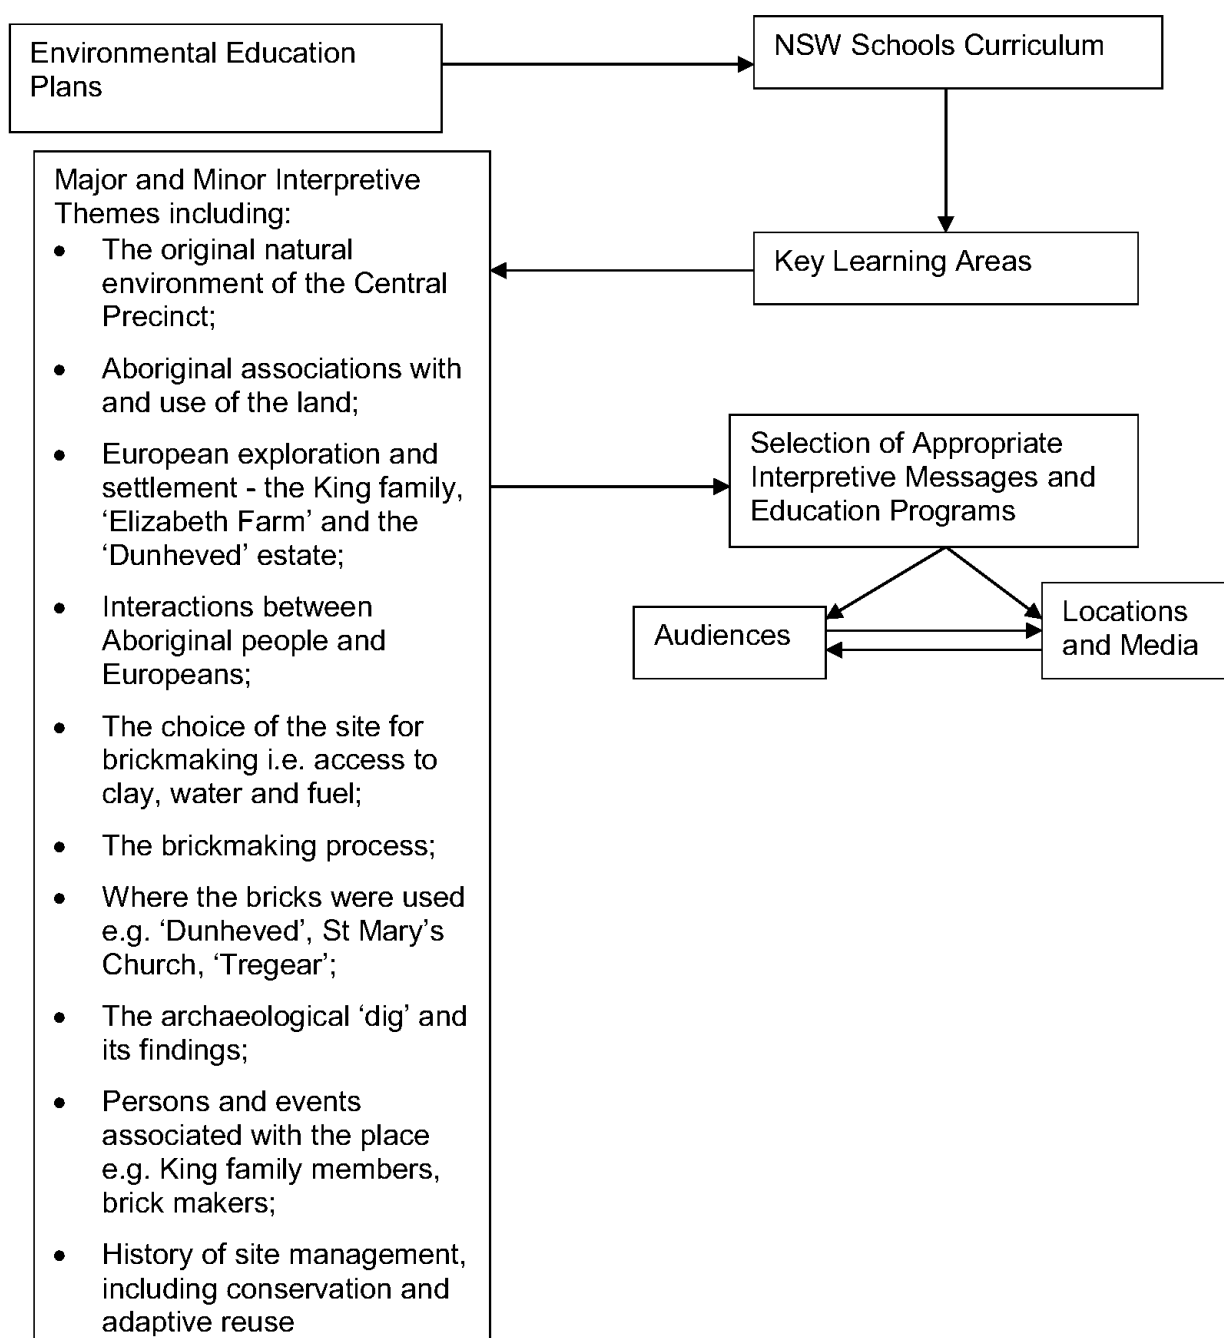 Environmental Education
Plans
NSW Schools Curriculum
Key Learning Areas
Major and Minor Interpretive
Themes including:
• The original natural
environment of the Central
Precinct;
• Aboriginal associations with
and use of the land;
• European exploration and
settlement - the King family,
‘Elizabeth Farm’ and the
‘Dunheved’ estate;
• Interactions between
Aboriginal people and
Europeans;
• The choice of the site for
brickmaking i.e. access to
clay, water and fuel;
• The brickmaking process;
• Where the bricks were used
e.g. ‘Dunheved’, St Mary’s
Church, ‘Tregear’;
• The archaeological ‘dig’ and
its findings;
• Persons and events
associated with the place
e.g. King family members,
brick makers;
• History of site management,
including conservation and
adaptive reuse
Selection of Appropriate
Interpretive Messages and
Education Programs
Audiences
Locations
and Media